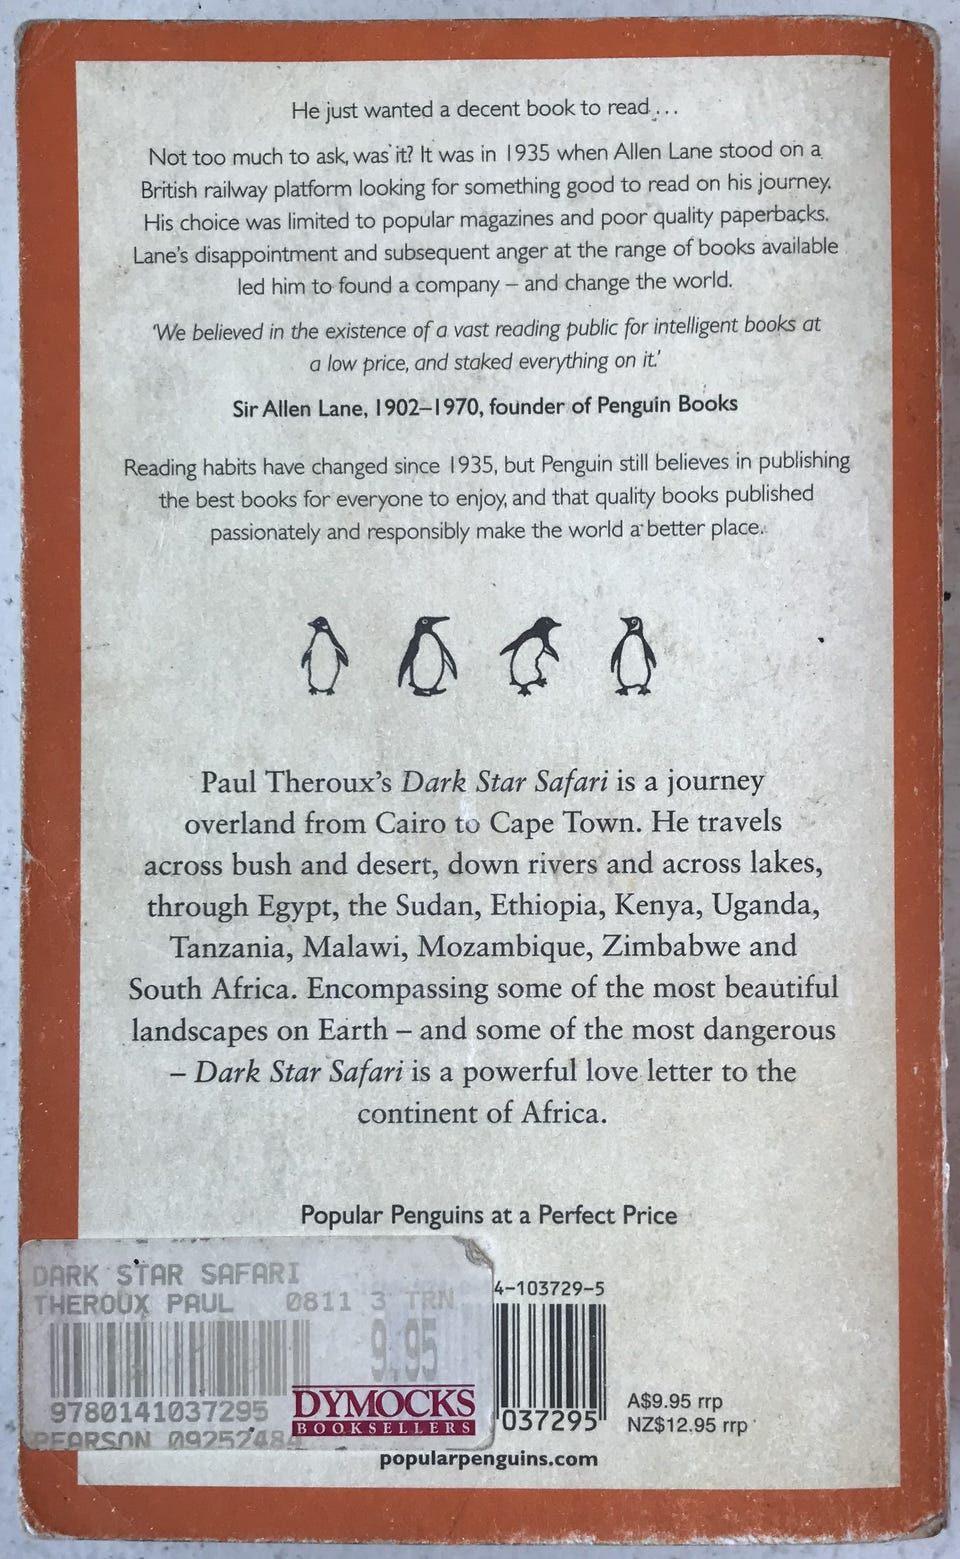 He just wanted a decent book to read ...
Not too much to ask, was it? It was in 1935 when Allen Lane stood on a
British railway platform looking for something good to read on his journey.
His choice was limited to popular magazines and poor quality paperbacks.
Lane's disappointment and subsequent anger at the range of books available
led him to found a company – and change the world.
'We believed in the existence of a vast reading public for intelligent books at
a low price, and staked everything on it.'
Sir Allen Lane, 1902–1970, founder of Penguin Books
Reading habits have changed since 1935, but Penguin still believes in publishing
the best books for everyone to enjoy, and that quality books published
passionately and responsibly make the world a better place.
Paul Theroux's Dark Star Safari is a journey
overland from Cairo to Cape Town. He travels
across bush and desert, down rivers and across lakes,
through Egypt, the Sudan, Ethiopia, Kenya, Uganda,
Tanzania, Malawi, Mozambique, Zimbabwe and
South Africa. Encompassing some of the most beautiful
landscapes on Earth – and some of the most dangerous
– Dark Star Safari is a powerful love letter to the
continent of Africa.
Popular Penguins at a Perfect Price
DARK STAR SAFARI
THEROUX PAUL 0811 3 TRN
9.95
9780141037295
DYMOCKS
BOOKSELLERS
PEARSON 09252484
4-103729-5
037295
A$9.95 rrp
NZ$12.95 rrp
popularpenguins.com